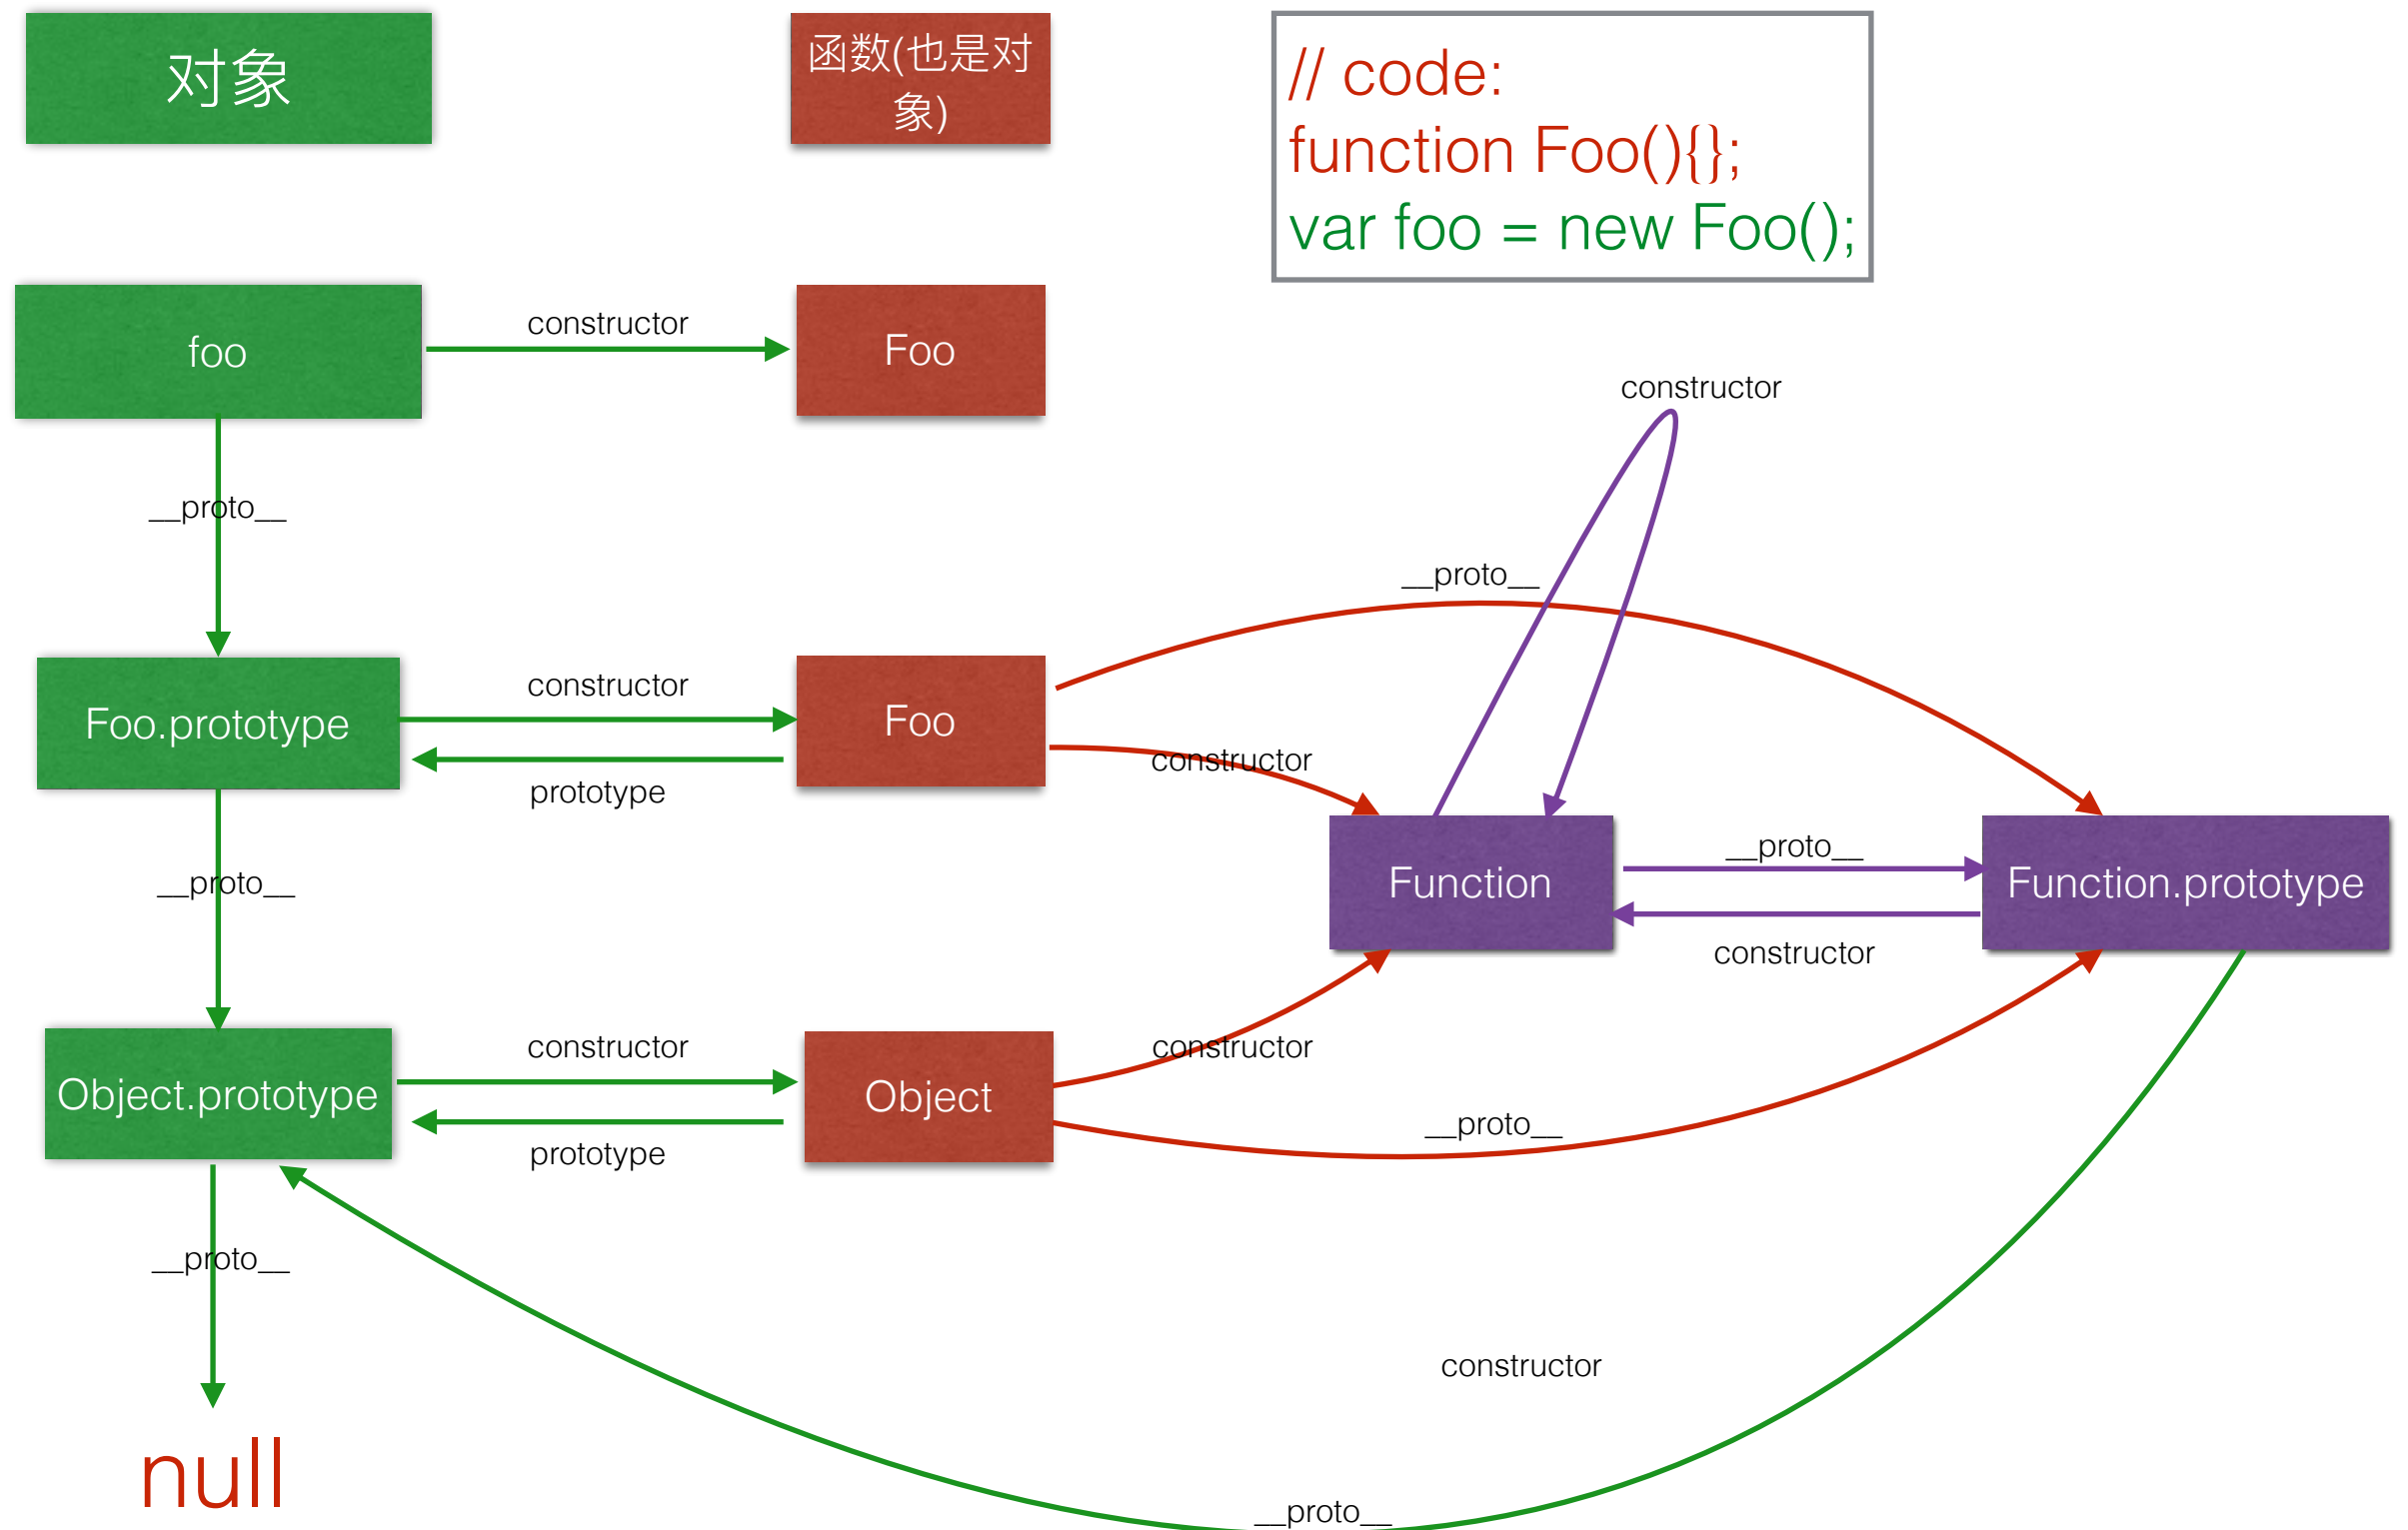 对象
函数(也是对
象)
// code:
function Foo(){};
var foo = new Foo();
foo
constructor
Foo
constructor
__proto__
__proto__
Foo.prototype
constructor
prototype
Foo
constructor
__proto__
Function
__proto__
constructor
Function.prototype
Object.prototype
constructor
prototype
Object
constructor
__proto__
__proto__
constructor
null
__proto__